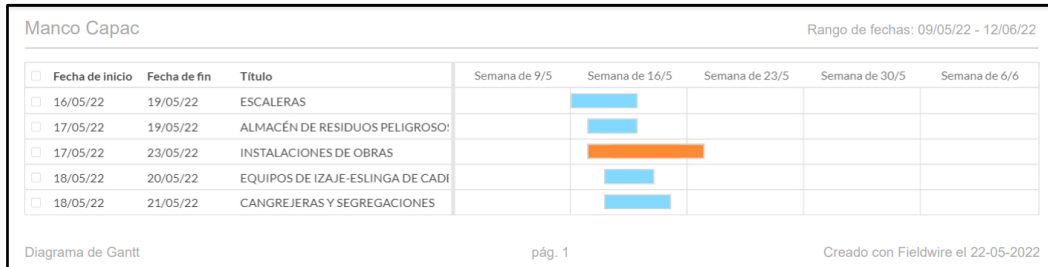 Manco Capac Rango de fechas: 09/05/22 - 12/06/22
Fecha de inicio Fecha de fin Título Semana de 9/5 Semana de 16/5 Semana de 23/5 Semana de 30/5 Semana de 6/6
16/05/22 19/05/22 ESCALERAS
17/05/22 19/05/22 ALMACÉN DE RESIDUOS PELIGROSO
17/05/22 23/05/22 INSTALACIONES DE OBRAS
18/05/22 20/05/22 EQUIPOS DE IZAJE-ESLINGA DE CADE
18/05/22 21/05/22 CANGREJERAS Y SEGREGACIONES
Diagrama de Gantt pág. 1 Creado con Fieldwire el 22-05-2022